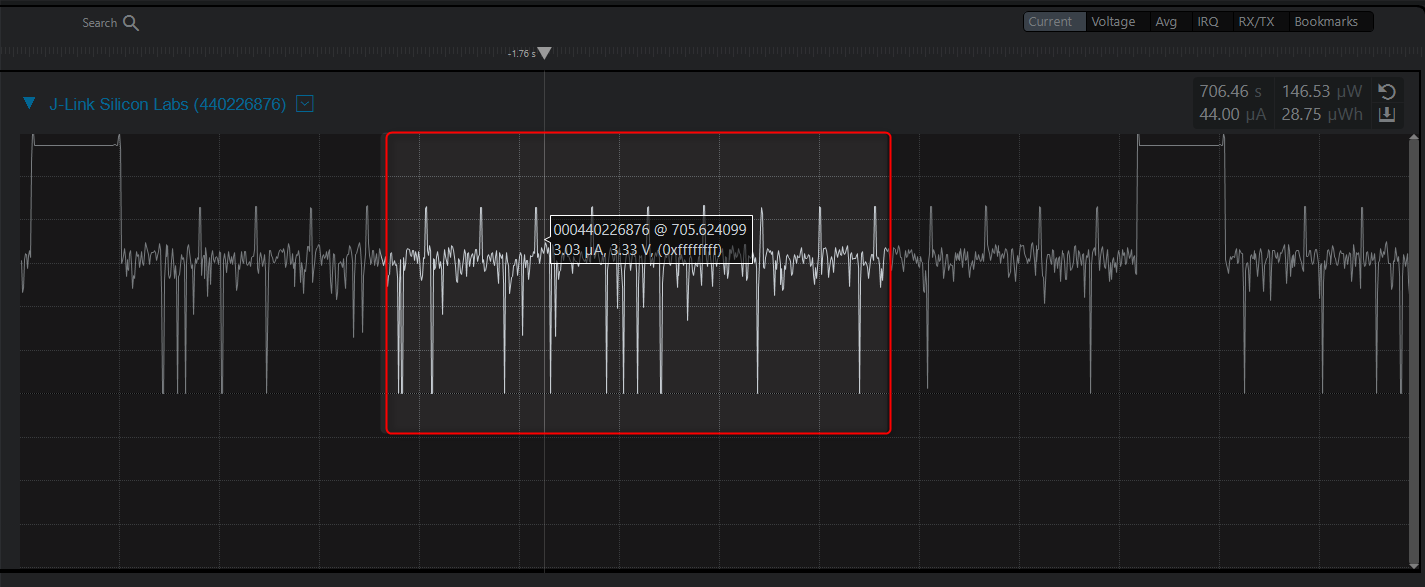 Search
Current Voltage Avg IRQ RX/TX Bookmarks
-1.76 s
J-Link Silicon Labs (440226876)
706.46 s 146.53 µW
44.00 µA 28.75 µWh
000440226876 @ 705.624099
3.03 µA, 3.33 V, (0xffffffff)